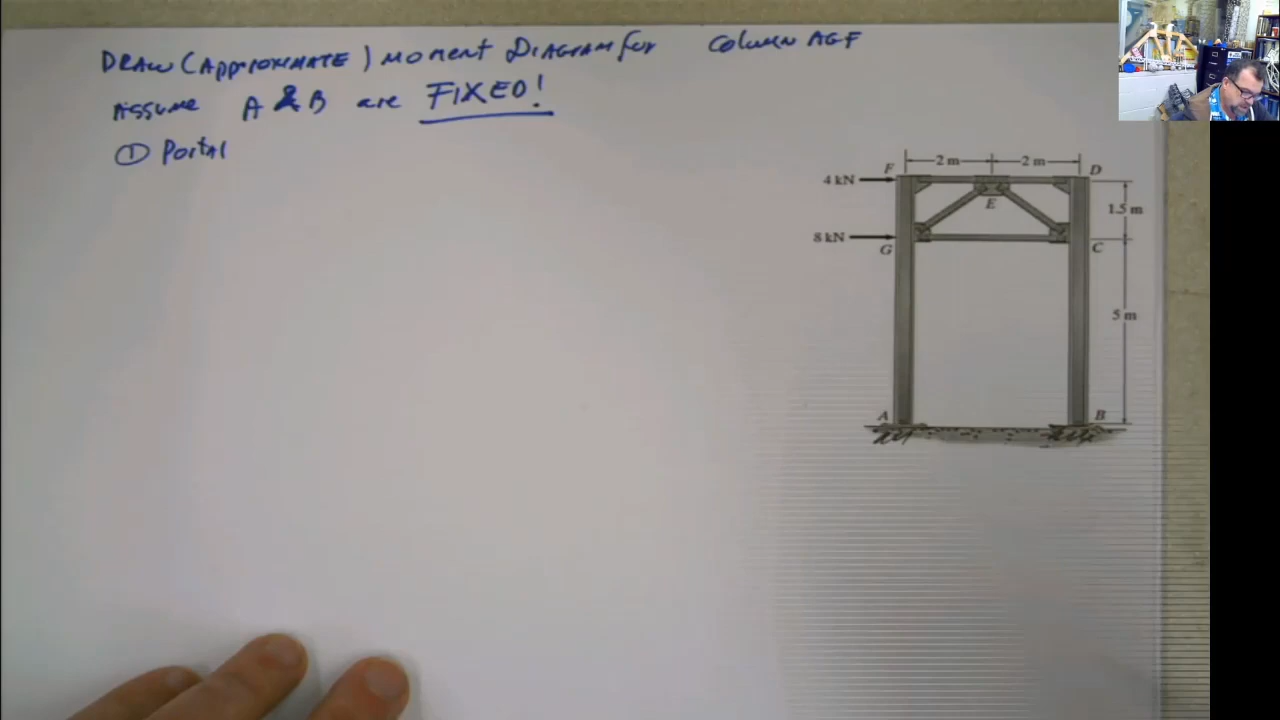 DRAW (APPROXIMATE) MOMENT DIAGRAM for COLUMN AGF
ASSUME A & B are FIXED!
① Portal
2 m 2 m
F D
4 kN
E
1.5 m
8 kN
G C
5 m
A B